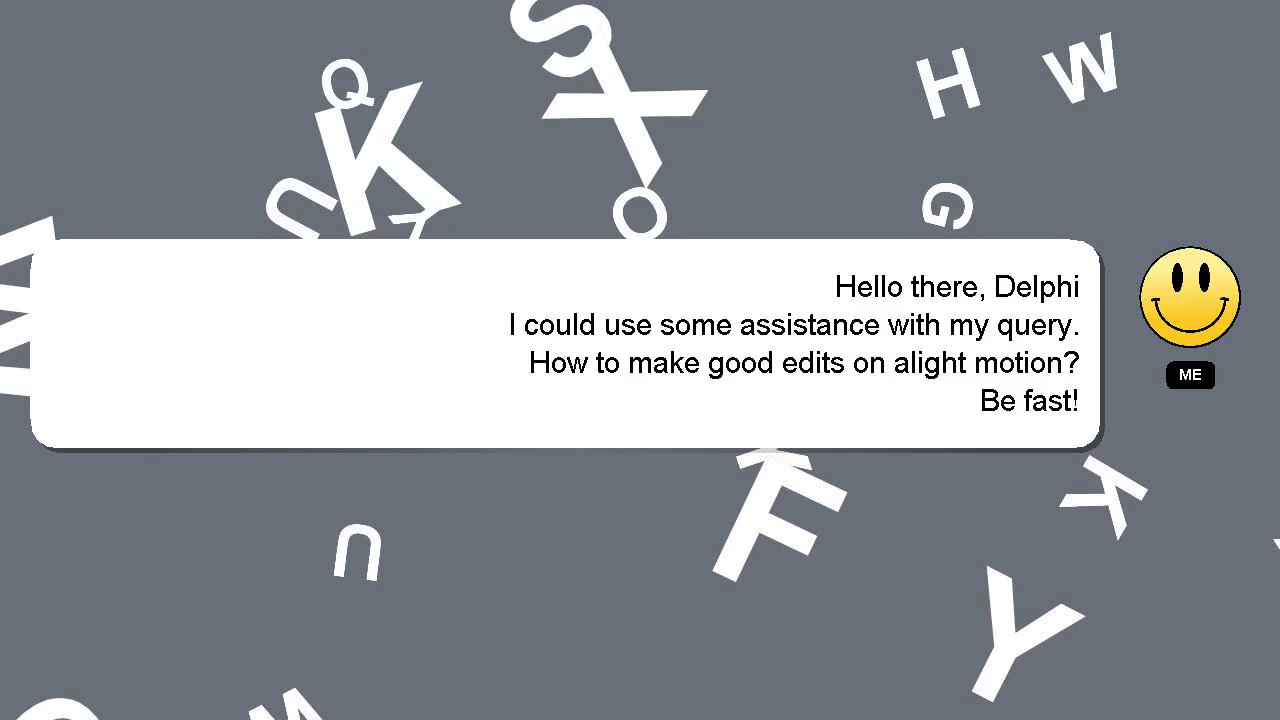 S
Q
K
X
H
W
U
Y
O
G
Hello there, Delphi
I could use some assistance with my query.
How to make good edits on alight motion?
Be fast!
ME
F
K
U
Y
W